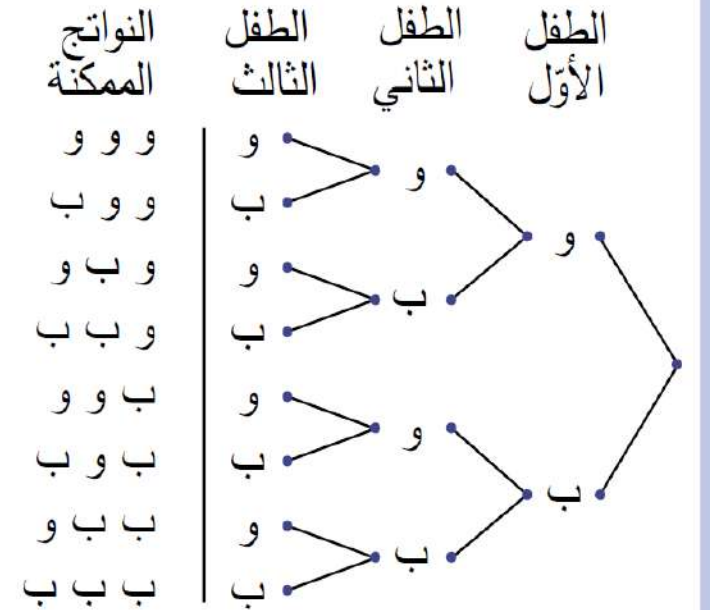 الطفل الأوّل
الطفل الثاني
الطفل الثالث
النواتج الممكنة
و و و و
ب و و ب
و و ب و
ب ب و ب ب
و و ب و و
ب ب و ب
و ب ب ب و
ب ب ب ب